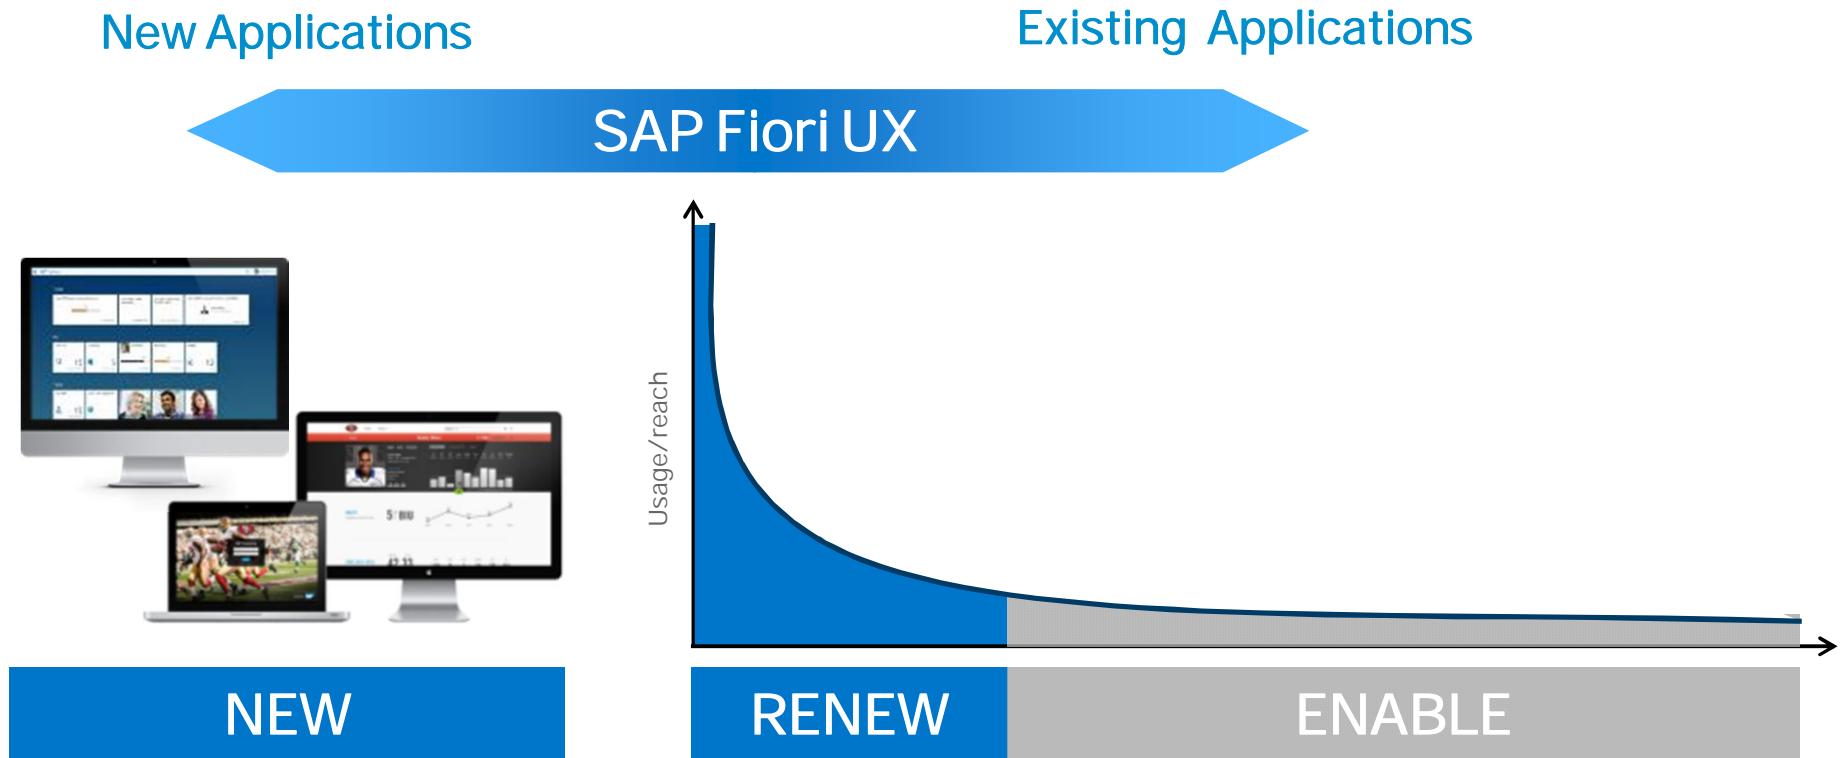 New Applications
Existing Applications
SAP Fiori UX
Usage/reach
NEW
RENEW
ENABLE